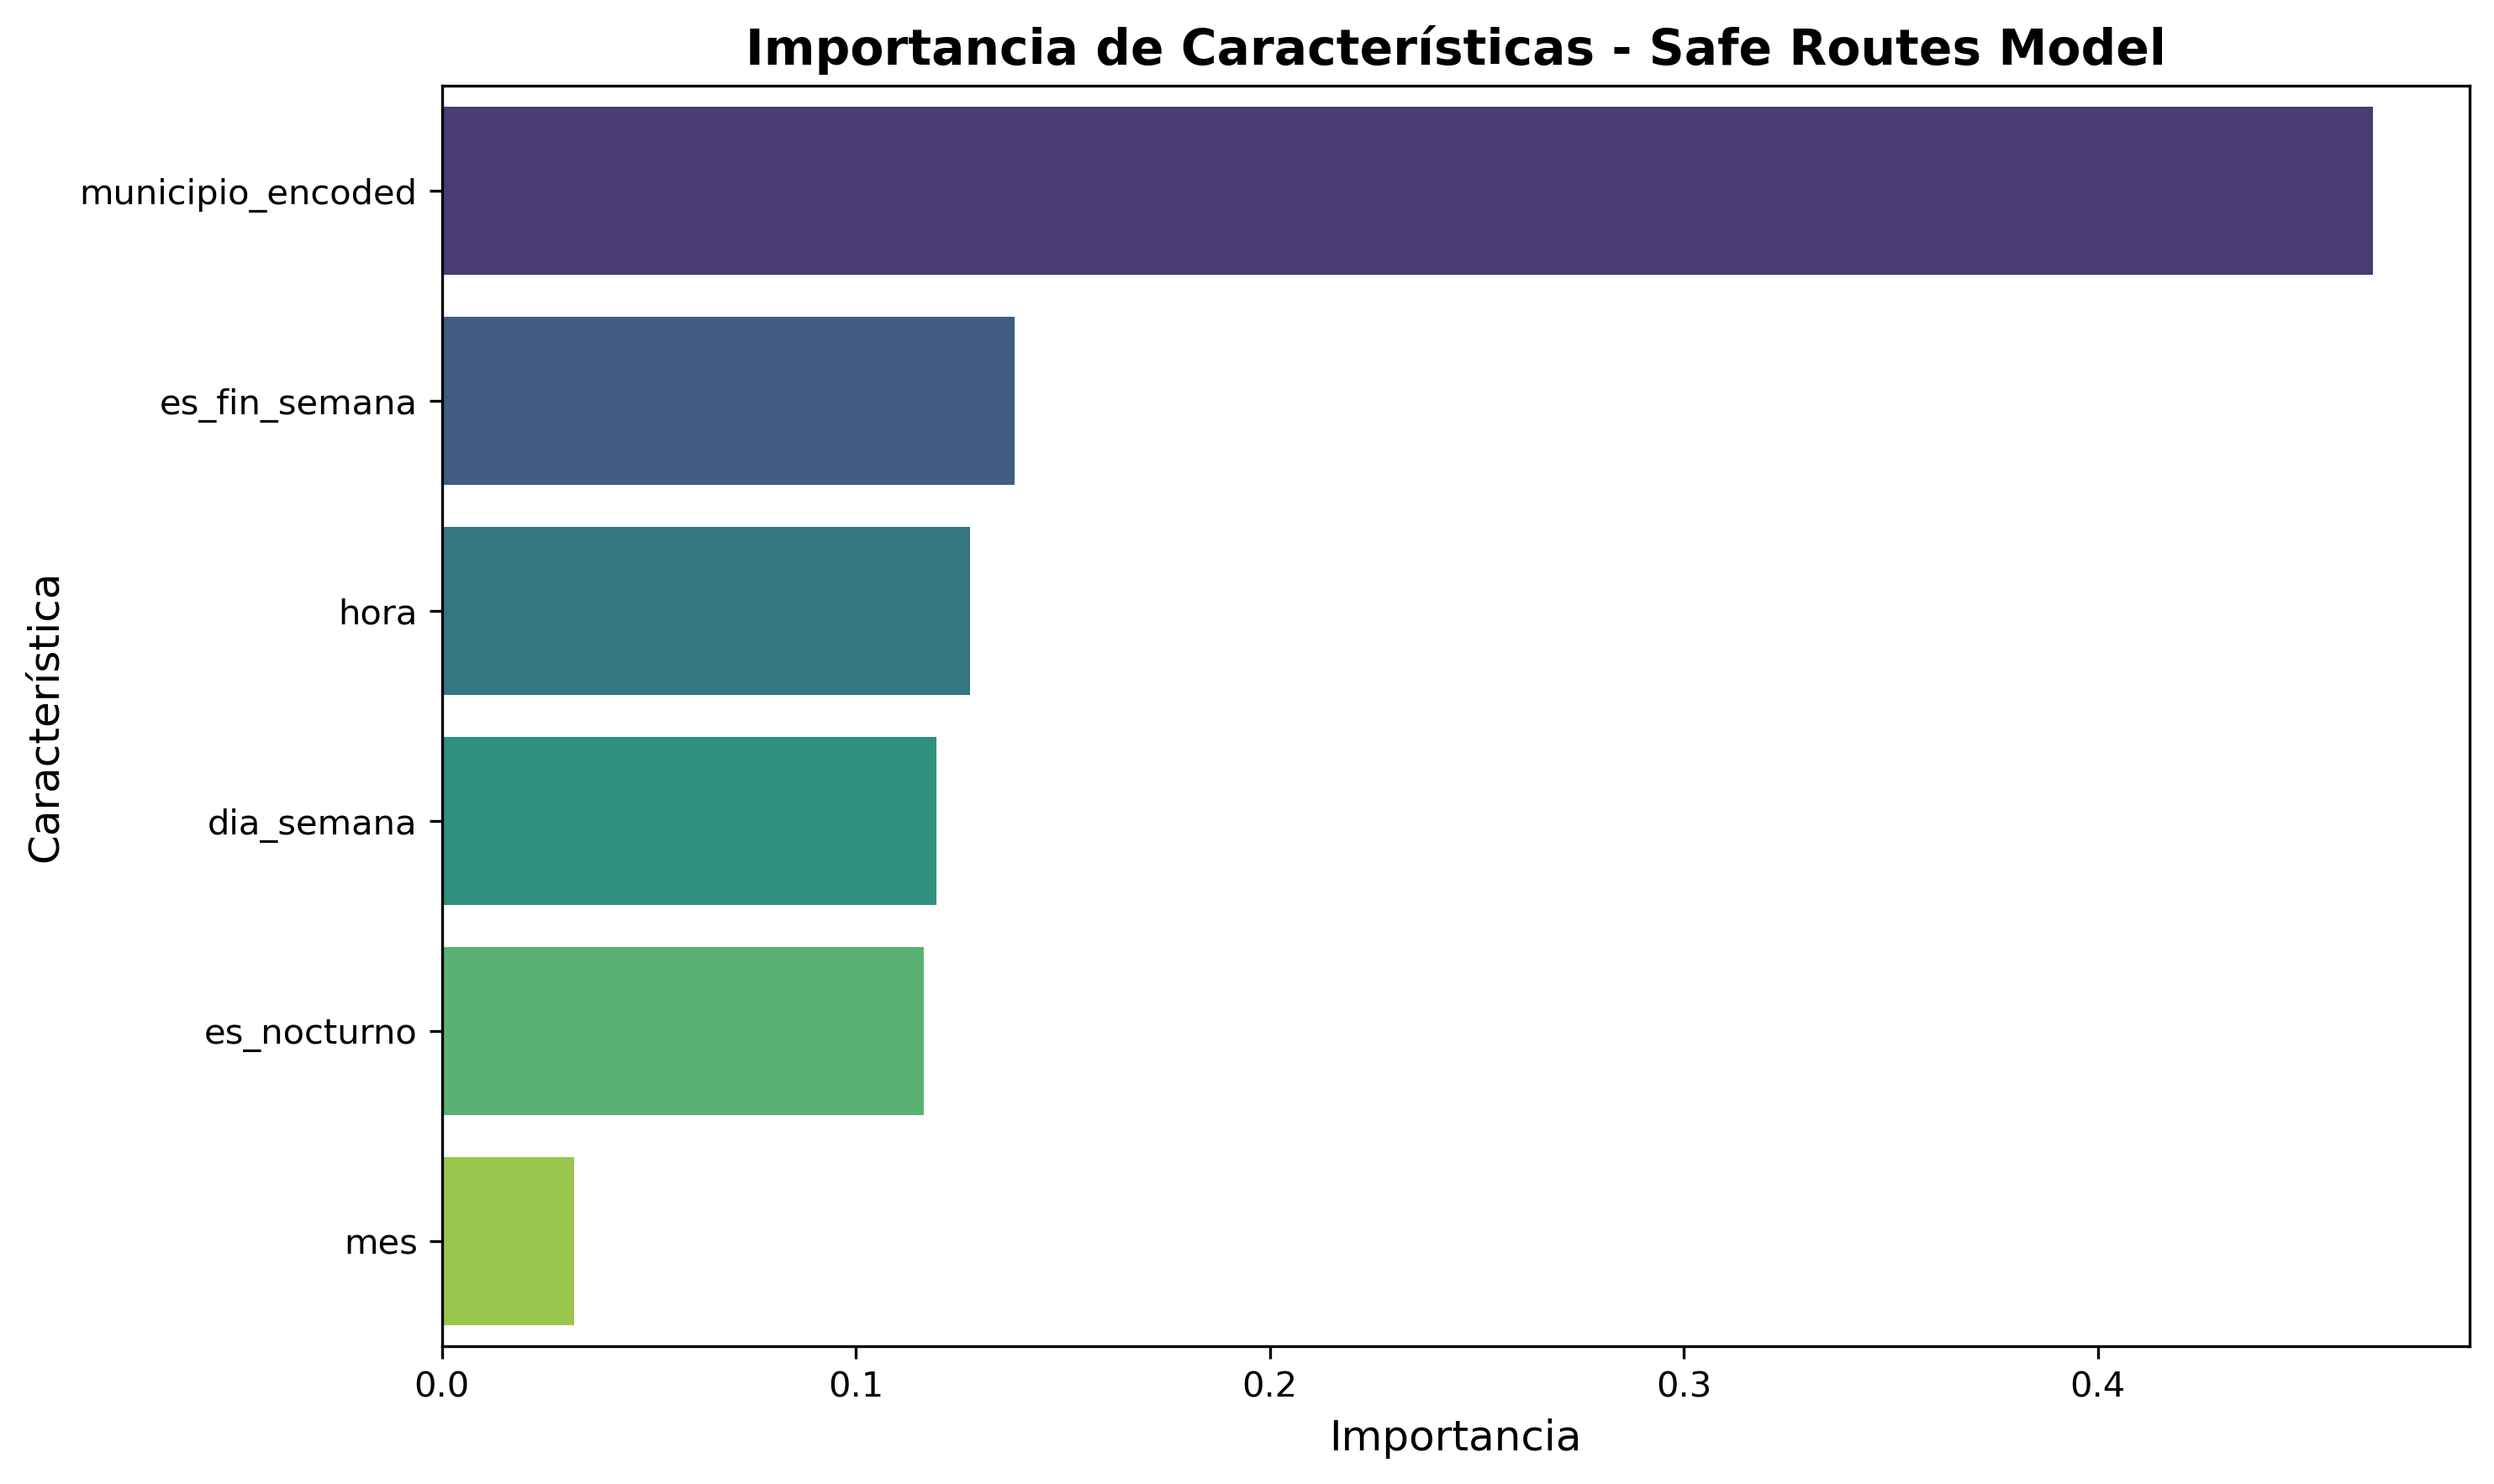 Importancia de Características - Safe Routes Model
Característica
municipio_encoded
es_fin_semana
hora
dia_semana
es_nocturno
mes
0.0 0.1 0.2 0.3 0.4
Importancia